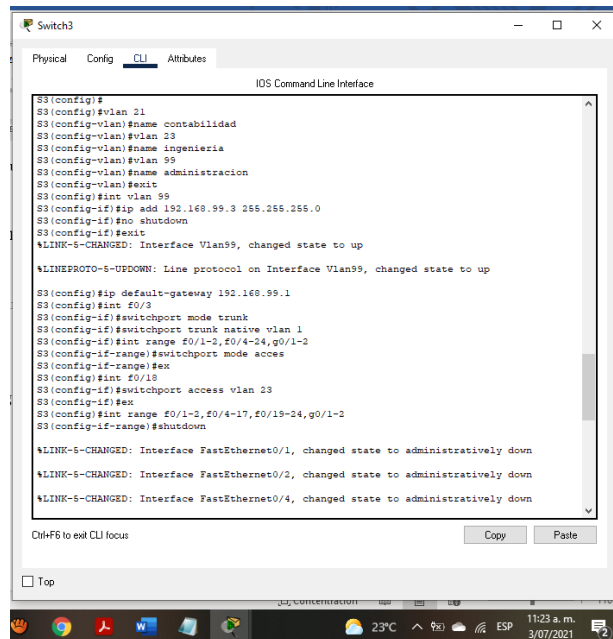 Switch3
Physical Config CLI Attributes
IOS Command Line Interface
S3(config)#
S3(config)#vlan 21
S3(config-vlan)#name contabilidad
S3(config-vlan)#vlan 23
S3(config-vlan)#name ingenieria
S3(config-vlan)#vlan 99
S3(config-vlan)#name administracion
S3(config-vlan)#exit
S3(config)#int vlan 99
S3(config-if)#ip add 192.168.99.3 255.255.255.0
S3(config-if)#no shutdown
S3(config-if)#exit
%LINK-5-CHANGED: Interface Vlan99, changed state to up
%LINEPROTO-5-UPDOWN: Line protocol on Interface Vlan99, changed state to up
S3(config)#ip default-gateway 192.168.99.1
S3(config)#int f0/3
S3(config-if)#switchport mode trunk
S3(config-if)#switchport trunk native vlan 1
S3(config-if)#int range f0/1-2,f0/4-24,g0/1-2
S3(config-if-range)#switchport mode acces
S3(config-if-range)#ex
S3(config)#int f0/18
S3(config-if)#switchport access vlan 23
S3(config-if)#ex
S3(config)#int range f0/1-2,f0/4-17,f0/19-24,g0/1-2
S3(config-if-range)#shutdown
%LINK-5-CHANGED: Interface FastEthernet0/1, changed state to administratively down
%LINK-5-CHANGED: Interface FastEthernet0/2, changed state to administratively down
%LINK-5-CHANGED: Interface FastEthernet0/4, changed state to administratively down
Ctrl+F6 to exit CLI focus
Copy Paste
Top
23°C ESP 11:23 a. m.
3/07/2021